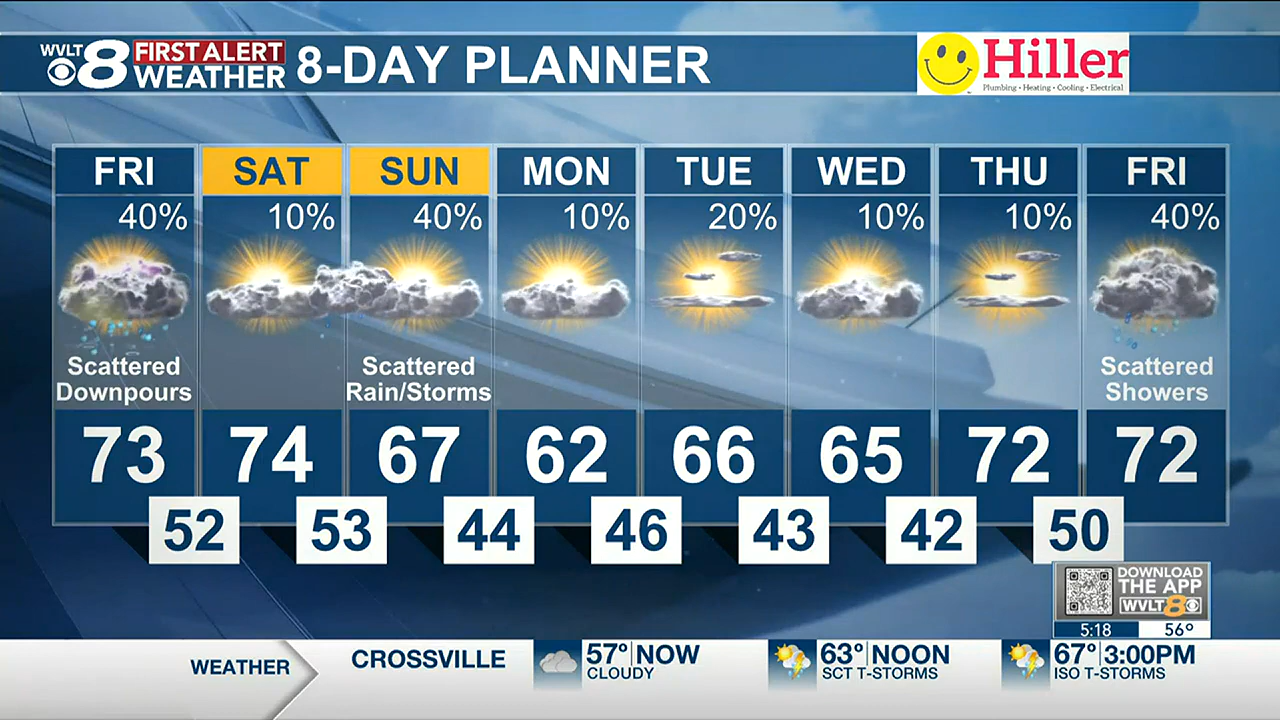 WVLT 8 FIRST ALERT WEATHER
8-DAY PLANNER
Hiller
Plumbing • Heating • Cooling • Electrical
FRI SAT SUN MON TUE WED THU FRI
40% 10% 40% 10% 20% 10% 10% 40%
Scattered Downpours
Scattered Rain/Storms
Scattered Showers
73 74 67 62 66 65 72 72
52 53 44 46 43 42 50
DOWNLOAD
THE APP
WVLT 8
5:18 56°
WEATHER
CROSSVILLE
57° NOW
CLOUDY
63° NOON
SCT T-STORMS
67° 3:00PM
ISO T-STORMS